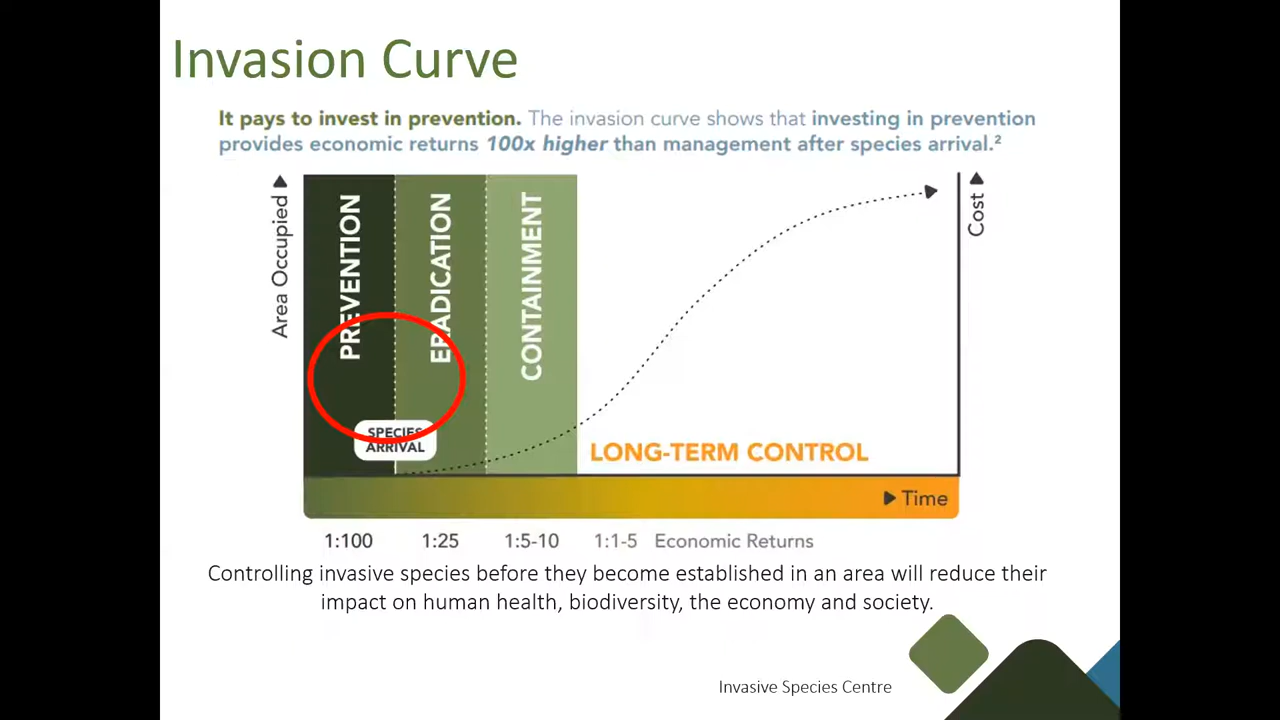 Invasion Curve
It pays to invest in prevention. The invasion curve shows that investing in prevention
provides economic returns 100x higher than management after species arrival.²
Area Occupied
PREVENTION
ERADICATION
CONTAINMENT
Cost
SPECIES
ARRIVAL
LONG-TERM CONTROL
Time
1:100 1:25 1:5-10 1:1-5 Economic Returns
Controlling invasive species before they become established in an area will reduce their
impact on human health, biodiversity, the economy and society.
Invasive Species Centre